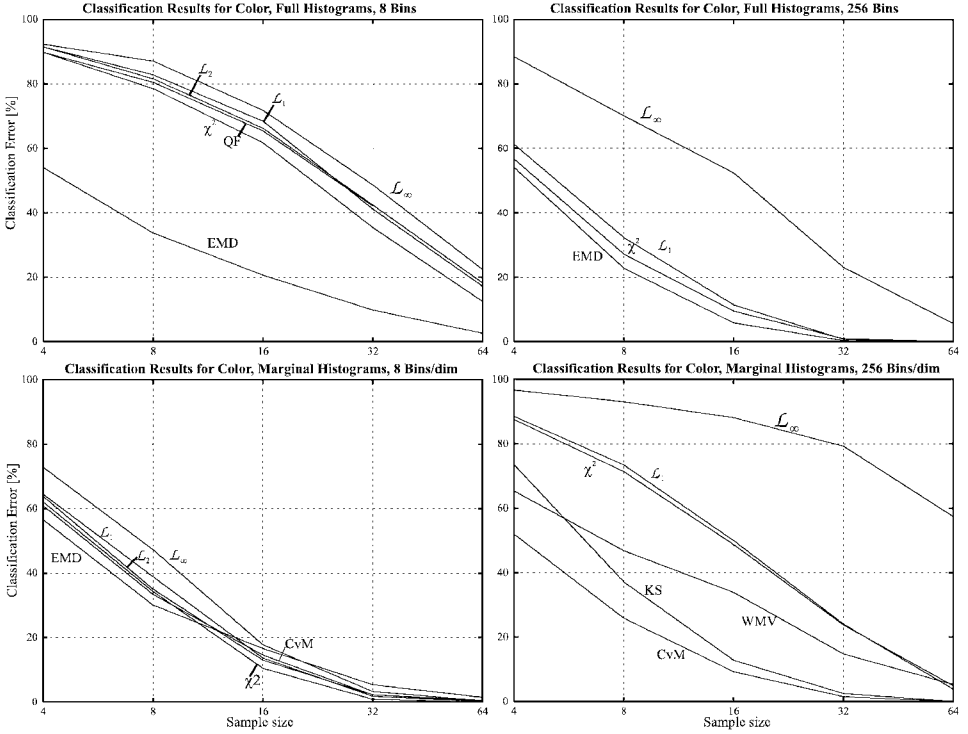 Classification Results for Color, Full Histograms, 8 Bins
Classification Error [%]
100
80
60
40
20
0
4 8 16 32 64
ℒ₂
ℒ₁
χ²
QF
ℒ∞
EMD
Classification Results for Color, Full Histograms, 256 Bins
100
80
60
40
20
0
4 8 16 32 64
ℒ∞
ℒ₁
χ²
EMD
Classification Results for Color, Marginal Histograms, 8 Bins/dim
Classification Error [%]
100
80
60
40
20
0
4 8 16 32 64
Sample size
ℒ
ℒ₂
ℒ∞
EMD
CvM
χ2
Classification Results for Color, Marginal Histograms, 256 Bins/dim
100
80
60
40
20
0
4 8 16 32 64
Sample size
ℒ∞
ℒ
χ²
KS
WMV
CvM